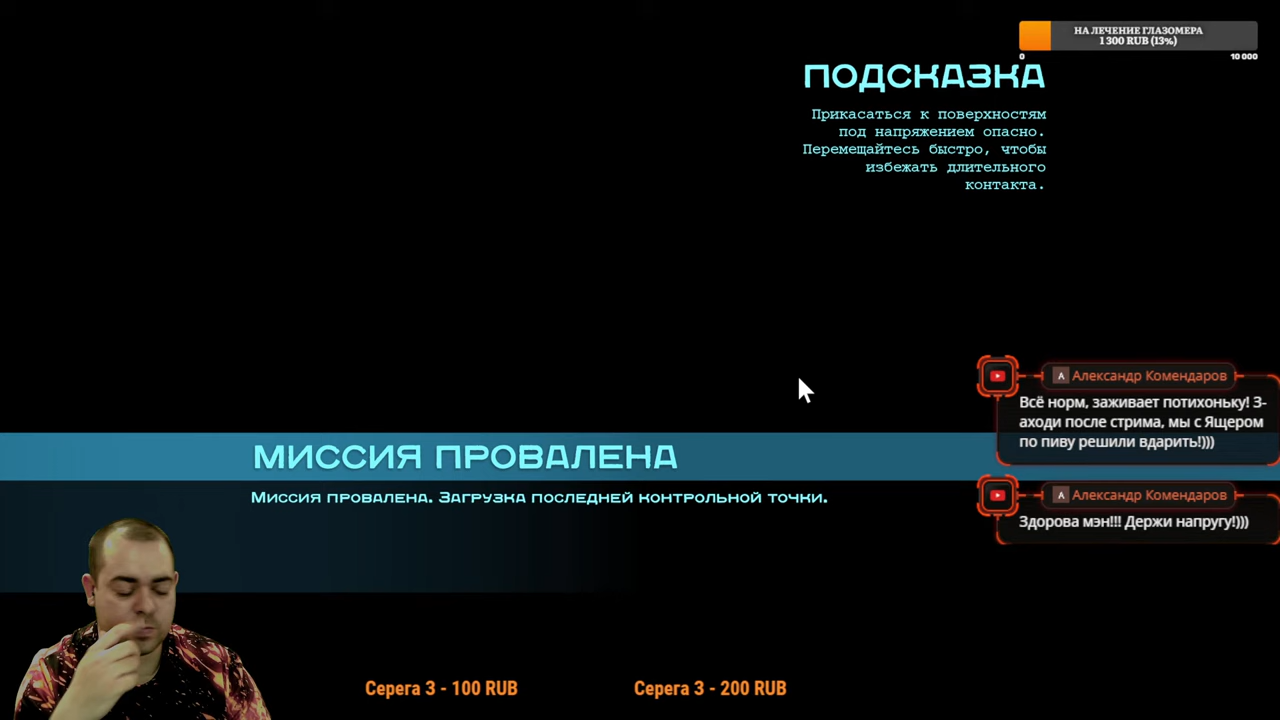 НА ЛЕЧЕНИЕ ГЛАЗОМЕРА
1 300 RUB (13%)
0
10 000
ПОДСКАЗКА
Прикасаться к поверхностям
под напряжением опасно.
Перемещайтесь быстро, чтобы
избежать длительного
контакта.
A Александр Комендаров
Всё норм, заживает потихоньку! З-
аходи после стрима, мы с Ящером
по пиву решили вдарить!)))
МИССИЯ ПРОВАЛЕНА
Миссия провалена. Загрузка последней контрольной точки.
A Александр Комендаров
Здорова мэн!!! Держи напругу!)))
Серега 3 - 100 RUB
Серега 3 - 200 RUB